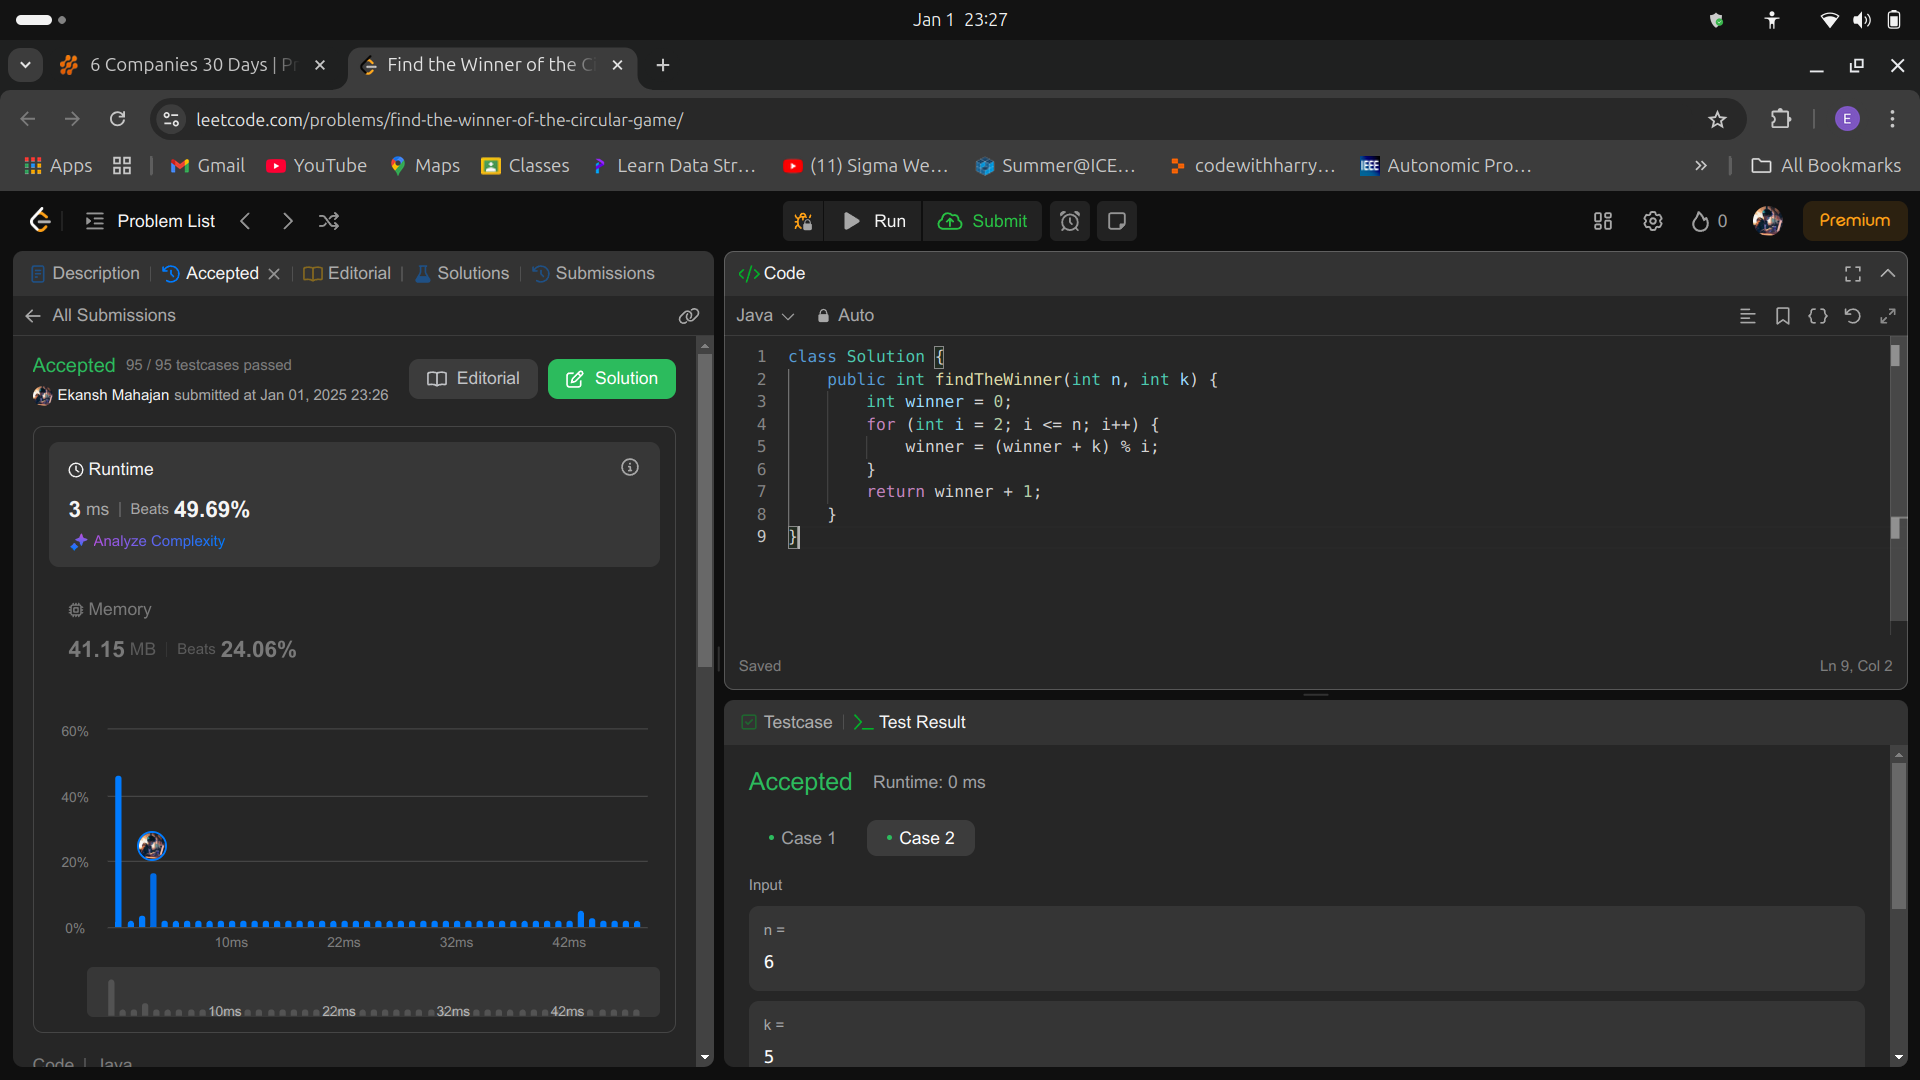 Jan 1 23:27
6 Companies 30 Days | Pr
Find the Winner of the Ci
leetcode.com/problems/find-the-winner-of-the-circular-game/
E
Apps
Gmail
YouTube
Maps
Classes
Learn Data Str...
(11) Sigma We...
Summer@ICE...
codewithharry...
IEEE Autonomic Pro...
All Bookmarks
Problem List
Run
Submit
0
Premium
Description
Accepted
Editorial
Solutions
Submissions
All Submissions
Accepted 95 / 95 testcases passed
Ekansh Mahajan submitted at Jan 01, 2025 23:26
Editorial
Solution
Runtime
3 ms | Beats 49.69%
Analyze Complexity
Memory
41.15 MB | Beats 24.06%
60%
40%
20%
0%
10ms 22ms 32ms 42ms
10ms 22ms 32ms 42ms
Code | Java
</> Code
Java Auto
1 class Solution {
2 public int findTheWinner(int n, int k) {
3 int winner = 0;
4 for (int i = 2; i <= n; i++) {
5 winner = (winner + k) % i;
6 }
7 return winner + 1;
8 }
9 }
Saved
Ln 9, Col 2
Testcase
Test Result
Accepted Runtime: 0 ms
Case 1
Case 2
Input
n =
6
k =
5